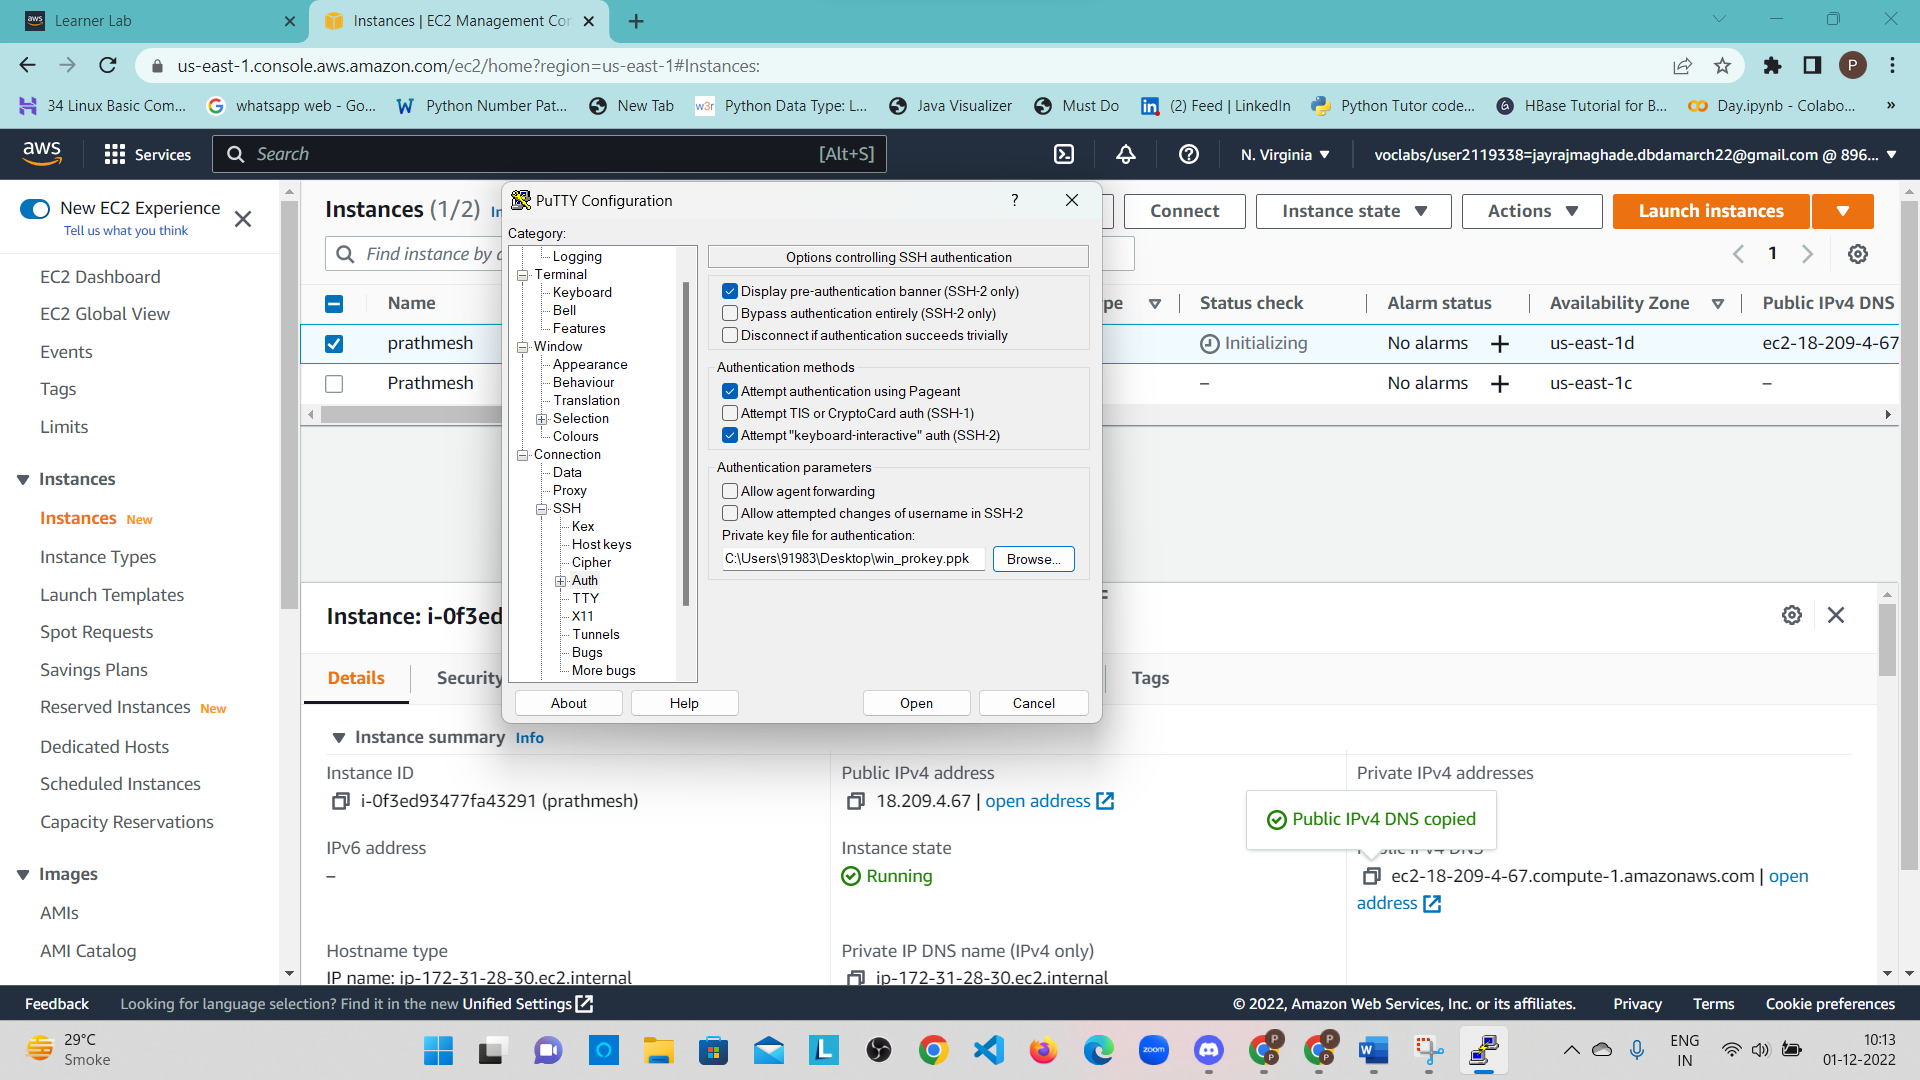 aws
Learner Lab
Instances | EC2 Management Con
us-east-1.console.aws.amazon.com/ec2/home?region=us-east-1#Instances:
P
34 Linux Basic Com...
whatsapp web - Go...
Python Number Pat...
New Tab
w3r
Python Data Type: L...
Java Visualizer
Must Do
(2) Feed | LinkedIn
Python Tutor code...
HBase Tutorial for B...
Day.ipynb - Colabo...
»
aws
Services
Search
[Alt+S]
N. Virginia
voclabs/user2119338=jayrajmaghade.dbdamarch22@gmail.com @ 896...
New EC2 Experience
Tell us what you think
EC2 Dashboard
EC2 Global View
Events
Tags
Limits
Instances
Instances New
Instance Types
Launch Templates
Spot Requests
Savings Plans
Reserved Instances New
Dedicated Hosts
Scheduled Instances
Capacity Reservations
Images
AMIs
AMI Catalog
Instances (1/2)
Connect
Instance state
Actions
Launch instances
Find instance by
1
Name
Status check
Alarm status
Availability Zone
Public IPv4 DNS
prathmesh
Initializing
No alarms
us-east-1d
ec2-18-209-4-67
Prathmesh
–
No alarms
us-east-1c
–
PuTTY Configuration
?
Category:
Logging
Terminal
Keyboard
Bell
Features
Window
Appearance
Behaviour
Translation
Selection
Colours
Connection
Data
Proxy
SSH
Kex
Host keys
Cipher
Auth
TTY
X11
Tunnels
Bugs
More bugs
Options controlling SSH authentication
Display pre-authentication banner (SSH-2 only)
Bypass authentication entirely (SSH-2 only)
Disconnect if authentication succeeds trivially
Authentication methods
Attempt authentication using Pageant
Attempt TIS or CryptoCard auth (SSH-1)
Attempt "keyboard-interactive" auth (SSH-2)
Authentication parameters
Allow agent forwarding
Allow attempted changes of username in SSH-2
Private key file for authentication:
C:\Users\91983\Desktop\win_prokey.ppk
Browse...
About
Help
Open
Cancel
Instance: i-0f3ed
Details
Security
Tags
Instance summary Info
Instance ID
i-0f3ed93477fa43291 (prathmesh)
Public IPv4 address
18.209.4.67 | open address
Private IPv4 addresses
Public IPv4 DNS copied
IPv6 address
–
Instance state
Running
Public IPv4 DNS
ec2-18-209-4-67.compute-1.amazonaws.com | open
address
Hostname type
IP name: ip-172-31-28-30.ec2.internal
Private IP DNS name (IPv4 only)
ip-172-31-28-30.ec2.internal
Feedback
Looking for language selection? Find it in the new Unified Settings
© 2022, Amazon Web Services, Inc. or its affiliates.
Privacy
Terms
Cookie preferences
29°C
Smoke
zoom
ENG
IN
10:13
01-12-2022